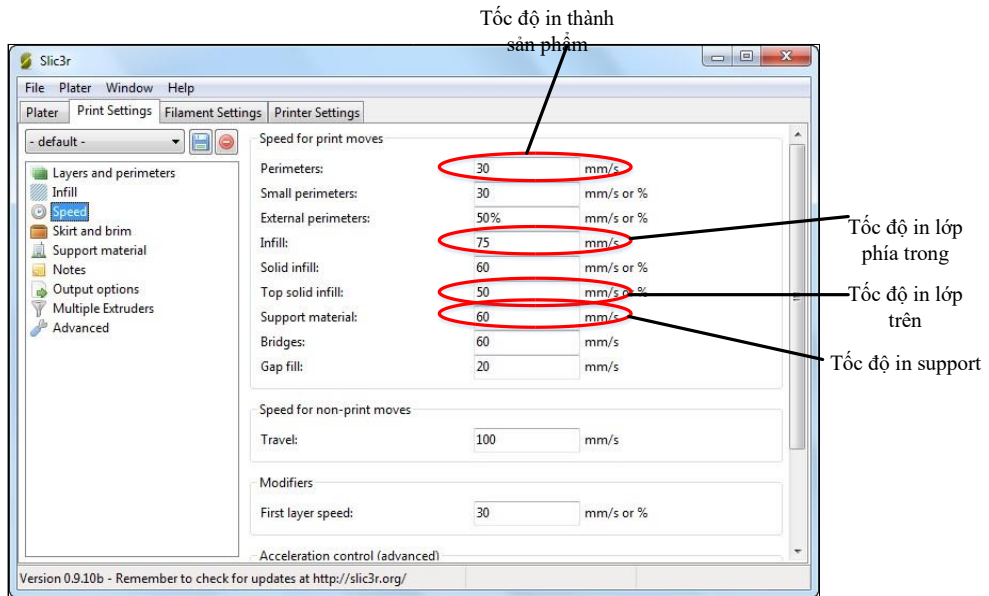 Tốc độ in thành
sản phẩm
Slic3r
File Plater Window Help
Plater Print Settings Filament Settings Printer Settings
- default -
Layers and perimeters
Infill
Speed
Skirt and brim
Support material
Notes
Output options
Multiple Extruders
Advanced
Speed for print moves
Perimeters: 30 mm/s
Small perimeters: 30 mm/s or %
External perimeters: 50% mm/s or %
Infill: 75 mm/s
Solid infill: 60 mm/s or %
Top solid infill: 50 mm/s or %
Support material: 60 mm/s
Bridges: 60 mm/s
Gap fill: 20 mm/s
Speed for non-print moves
Travel: 100 mm/s
Modifiers
First layer speed: 30 mm/s or %
Acceleration control (advanced)
Tốc độ in lớp
phía trong
Tốc độ in lớp
trên
Tốc độ in support
Version 0.9.10b - Remember to check for updates at http://slic3r.org/